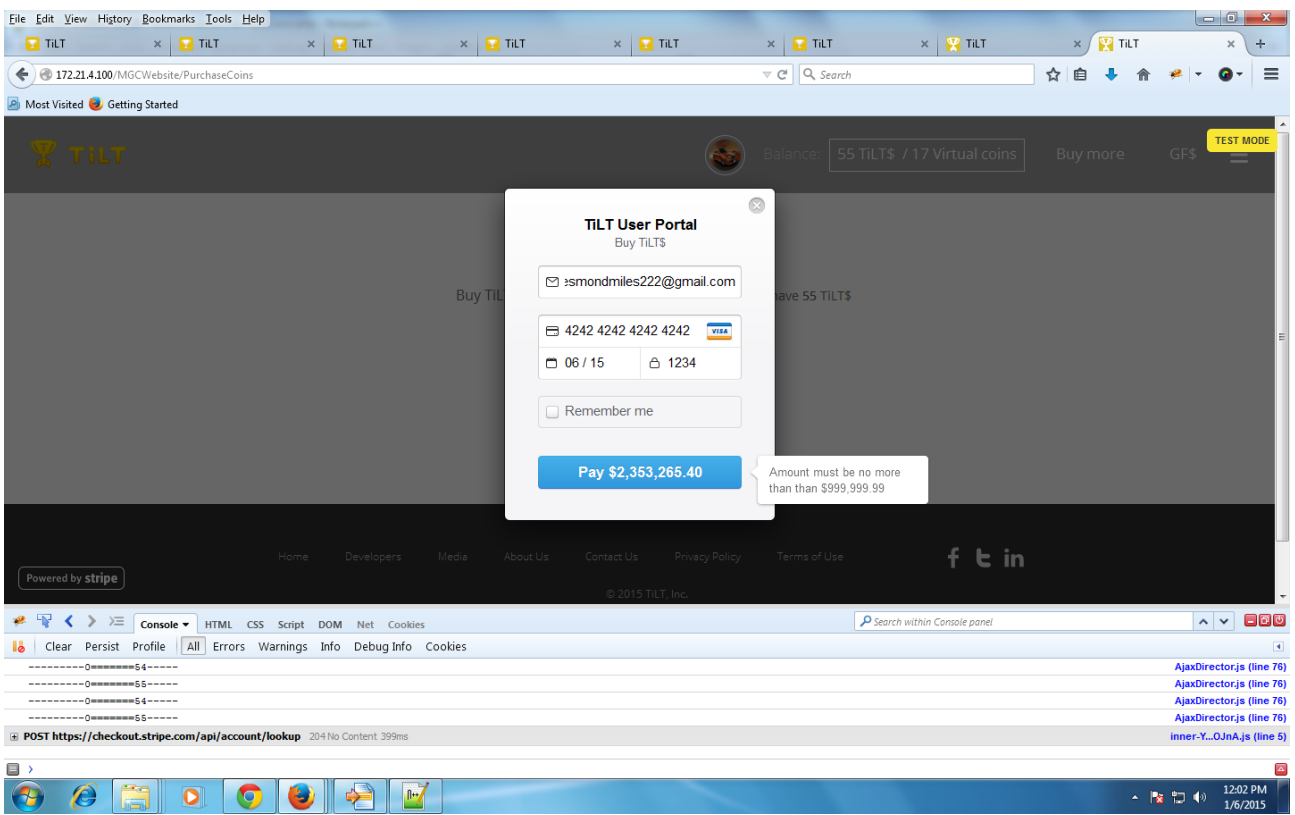 File Edit View History Bookmarks Tools Help
TiLT TiLT TiLT TiLT TiLT TiLT TiLT TiLT
172.21.4.100/MGCWebsite/PurchaseCoins Search
Most Visited Getting Started
TEST MODE
TiLT Balance: 55 TiLT$ / 17 Virtual coins Buy more GF$
TiLT User Portal
Buy TiLT$
esmondmiles222@gmail.com
Buy TiL have 55 TiLT$
4242 4242 4242 4242 VISA
06 / 15 1234
Remember me
Pay $2,353,265.40
Amount must be no more
than than $999,999.99
Home Developers Media About Us Contact Us Privacy Policy Terms of Use
Powered by stripe
© 2015 TiLT, Inc.
Console HTML CSS Script DOM Net Cookies Search within Console panel
Clear Persist Profile All Errors Warnings Info Debug Info Cookies
---------0=======54----- AjaxDirector.js (line 76)
---------0=======55----- AjaxDirector.js (line 76)
---------0=======54----- AjaxDirector.js (line 76)
---------0=======55----- AjaxDirector.js (line 76)
POST https://checkout.stripe.com/api/account/lookup 204 No Content 399ms inner-Y...OJnA.js (line 5)
12:02 PM
1/6/2015